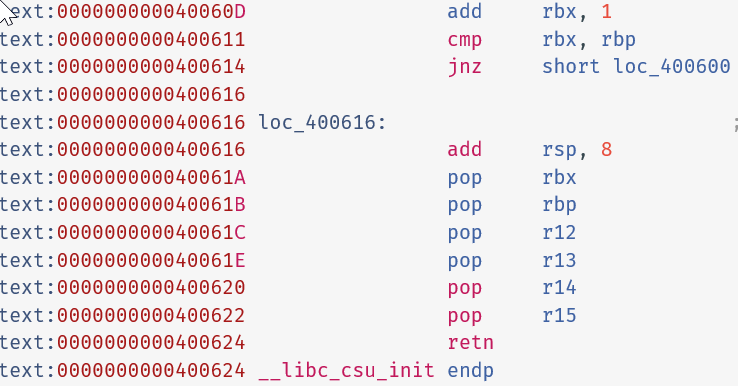 text:000000000040060D add rbx, 1
text:0000000000400611 cmp rbx, rbp
text:0000000000400614 jnz short loc_400600
text:0000000000400616
text:0000000000400616 loc_400616: ;
text:0000000000400616 add rsp, 8
text:000000000040061A pop rbx
text:000000000040061B pop rbp
text:000000000040061C pop r12
text:000000000040061E pop r13
text:0000000000400620 pop r14
text:0000000000400622 pop r15
text:0000000000400624 retn
text:0000000000400624 __libc_csu_init endp